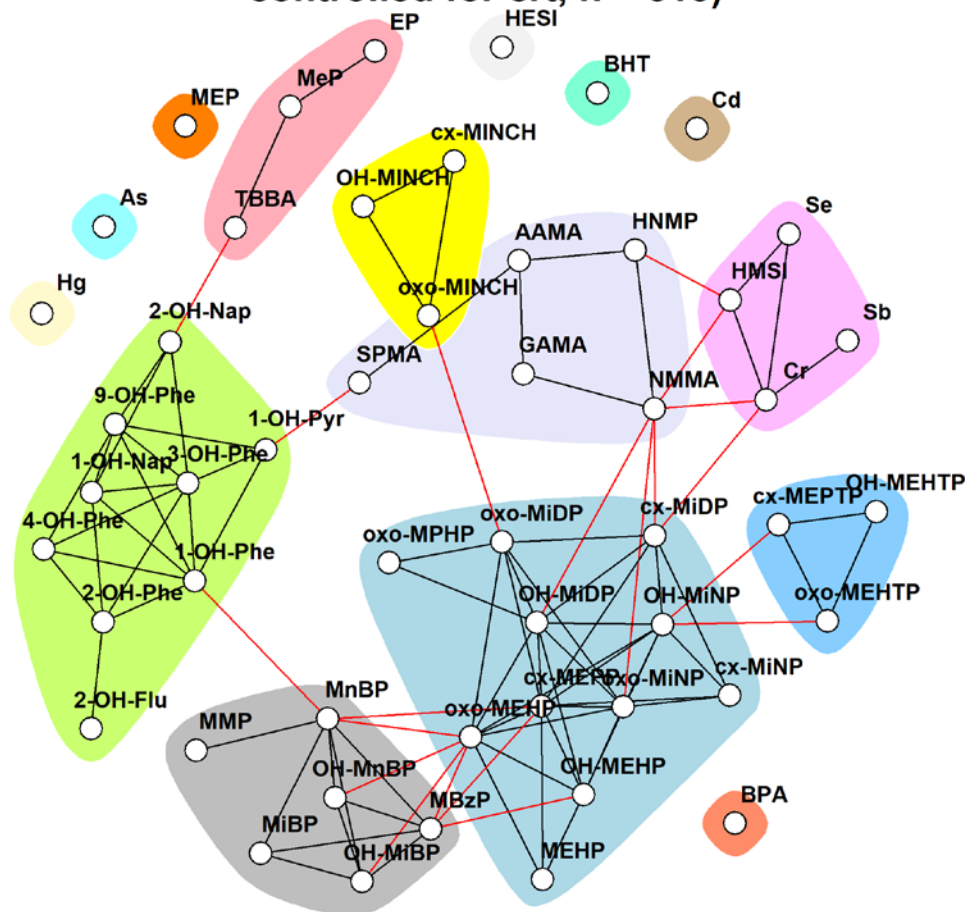 EP
HESI
MeP
BHT
MEP
Cd
cx-MINCH
OH-MINCH
As
TBBA
Se
AAMA
HNMP
Hg
oxo-MINCH
HMSI
2-OH-Nap
Sb
SPMA
GAMA
Cr
NMMA
9-OH-Phe
1-OH-Pyr
1-OH-Nap
3-OH-Phe
OH-MEHTP
cx-MEPTP
4-OH-Phe
oxo-MiDP
cx-MiDP
oxo-MPHP
1-OH-Phe
2-OH-Phe
OH-MiDP
OH-MiNP
oxo-MEHTP
cx-MEPP
oxo-MiNP
cx-MiNP
2-OH-Flu
MnBP
oxo-MEHP
MMP
OH-MnBP
OH-MEHP
MBzP
BPA
MiBP
OH-MiBP
MEHP